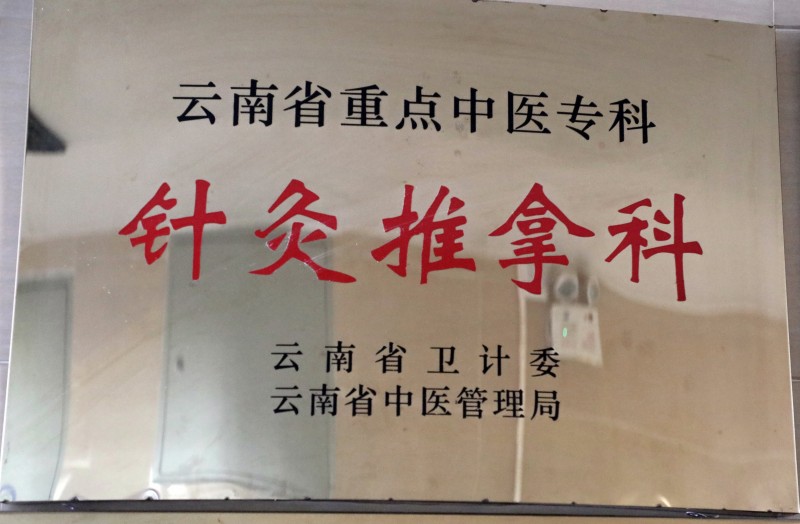 云南省重点中医专科
针灸推拿科
云南省卫计委
云南省中医管理局